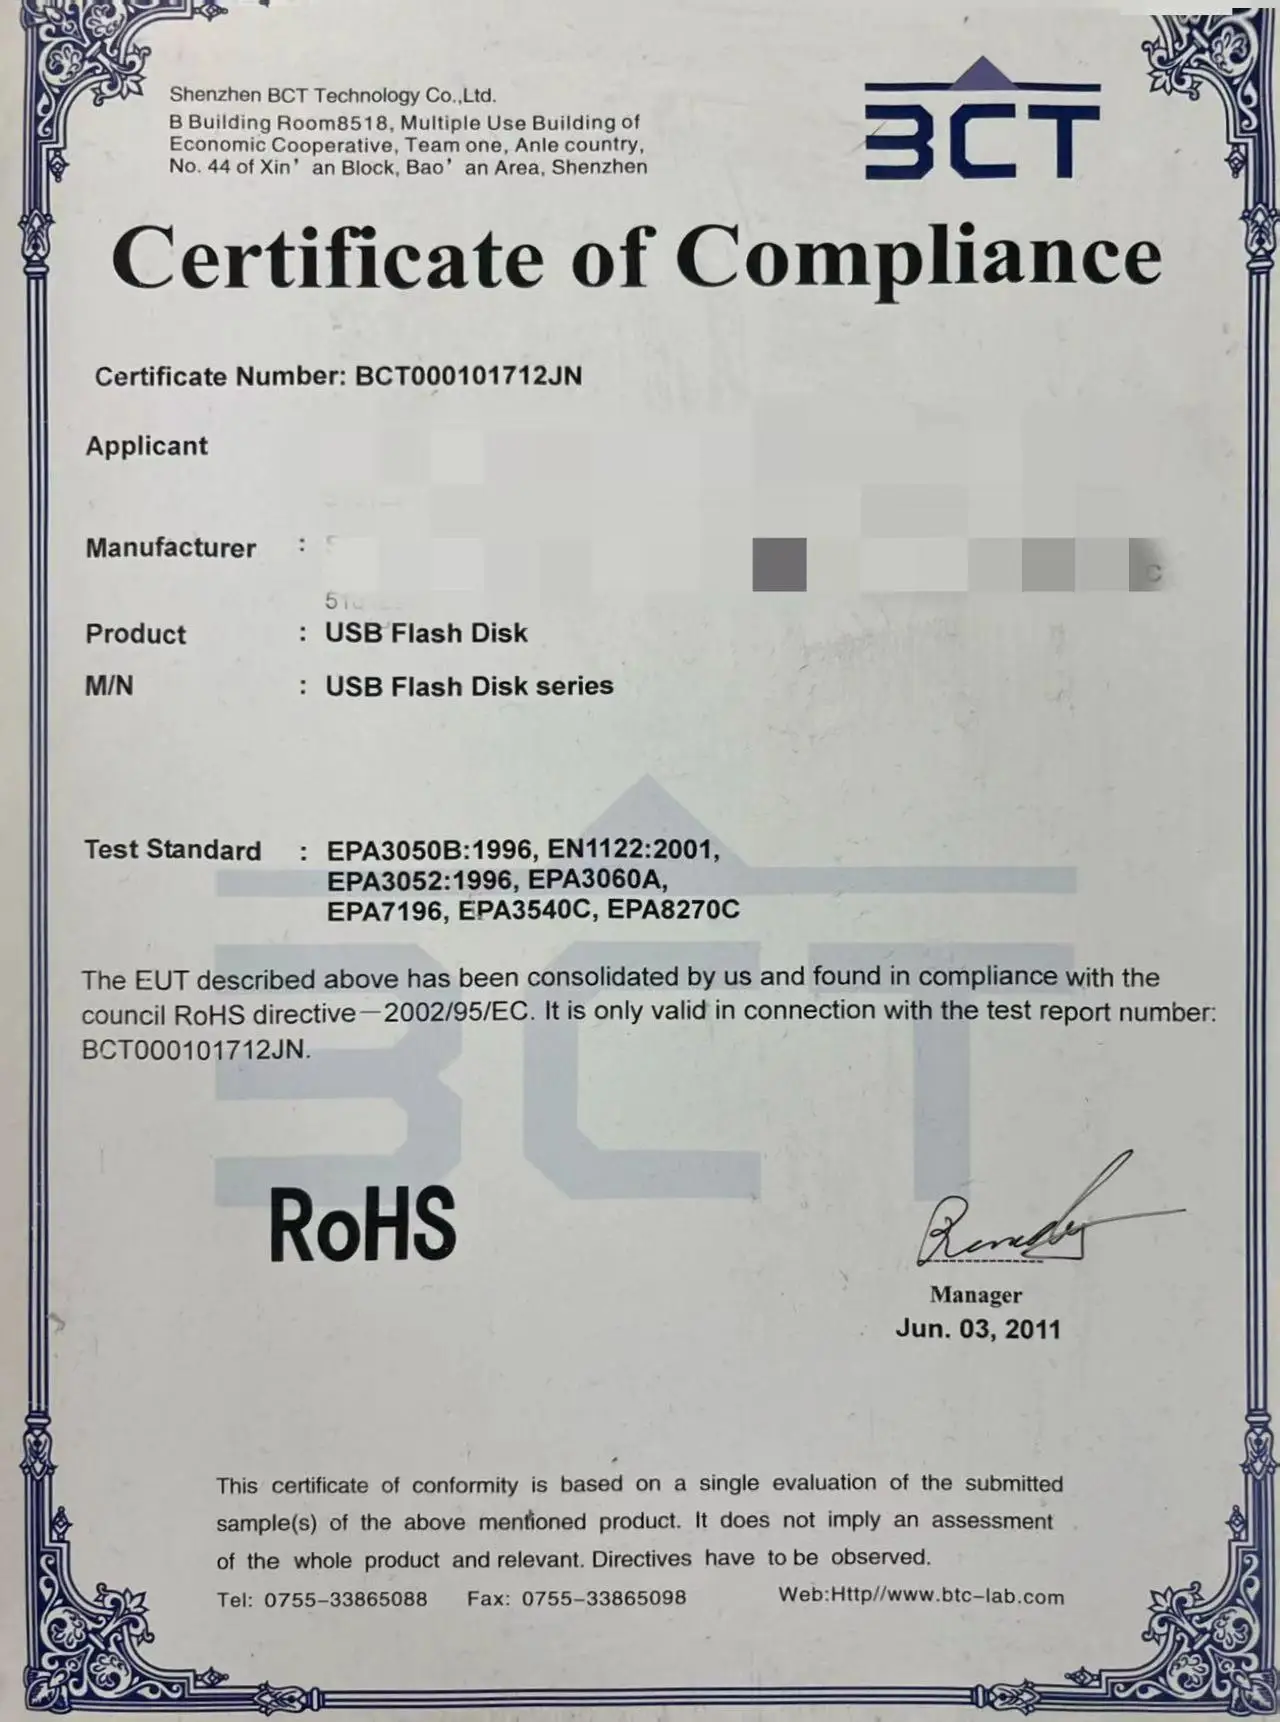 Shenzhen BCT Technology Co.,Ltd.
B Building Room8518, Multiple Use Building of
Economic Cooperative, Team one, Anle country,
No. 44 of Xin’an Block, Bao’an Area, Shenzhen
BCT
Certificate of Compliance
Certificate Number: BCT000101712JN
Applicant
Manufacturer :
Product : USB Flash Disk
M/N : USB Flash Disk series
Test Standard : EPA3050B:1996, EN1122:2001,
EPA3052:1996, EPA3060A,
EPA7196, EPA3540C, EPA8270C
The EUT described above has been consolidated by us and found in compliance with the
council RoHS directive—2002/95/EC. It is only valid in connection with the test report number:
BCT000101712JN.
BCT
RoHS
Manager
Jun. 03, 2011
This certificate of conformity is based on a single evaluation of the submitted
sample(s) of the above mentioned product. It does not imply an assessment
of the whole product and relevant. Directives have to be observed.
Tel: 0755-33865088 Fax: 0755-33865098 Web:Http//www.btc-lab.com